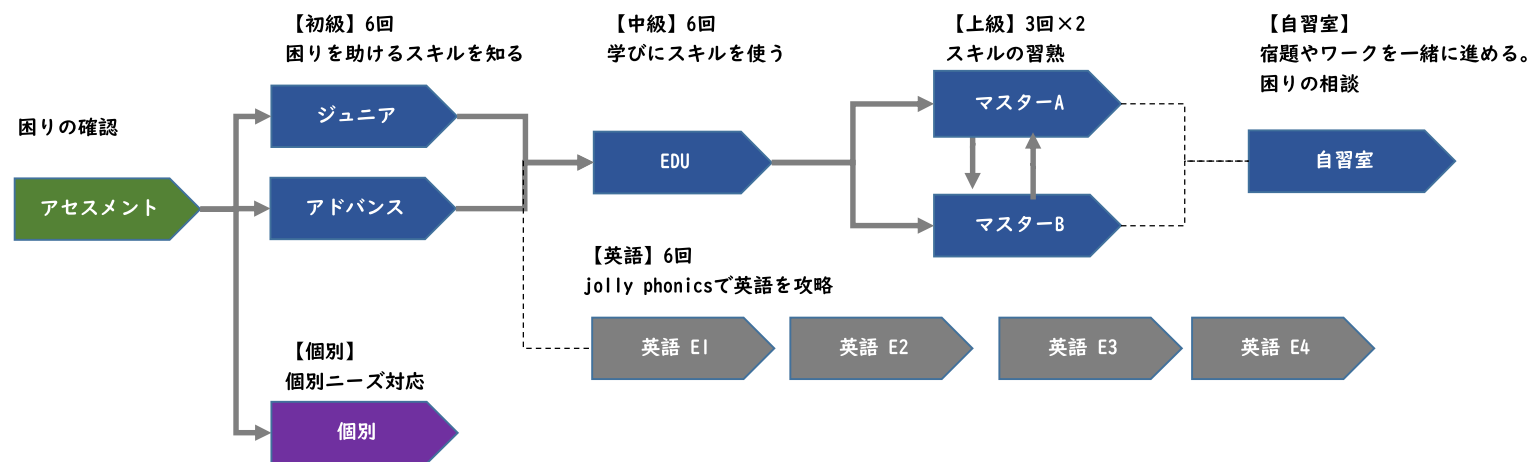 困りの確認
アセスメント
【初級】6回
困りを助けるスキルを知る
ジュニア
アドバンス
【個別】
個別ニーズ対応
個別
【中級】6回
学びにスキルを使う
EDU
【英語】6回
jolly phonicsで英語を攻略
英語 E1
英語 E2
英語 E3
英語 E4
【上級】3回×2
スキルの習熟
マスターA
マスターB
【自習室】
宿題やワークを一緒に進める。
困りの相談
自習室